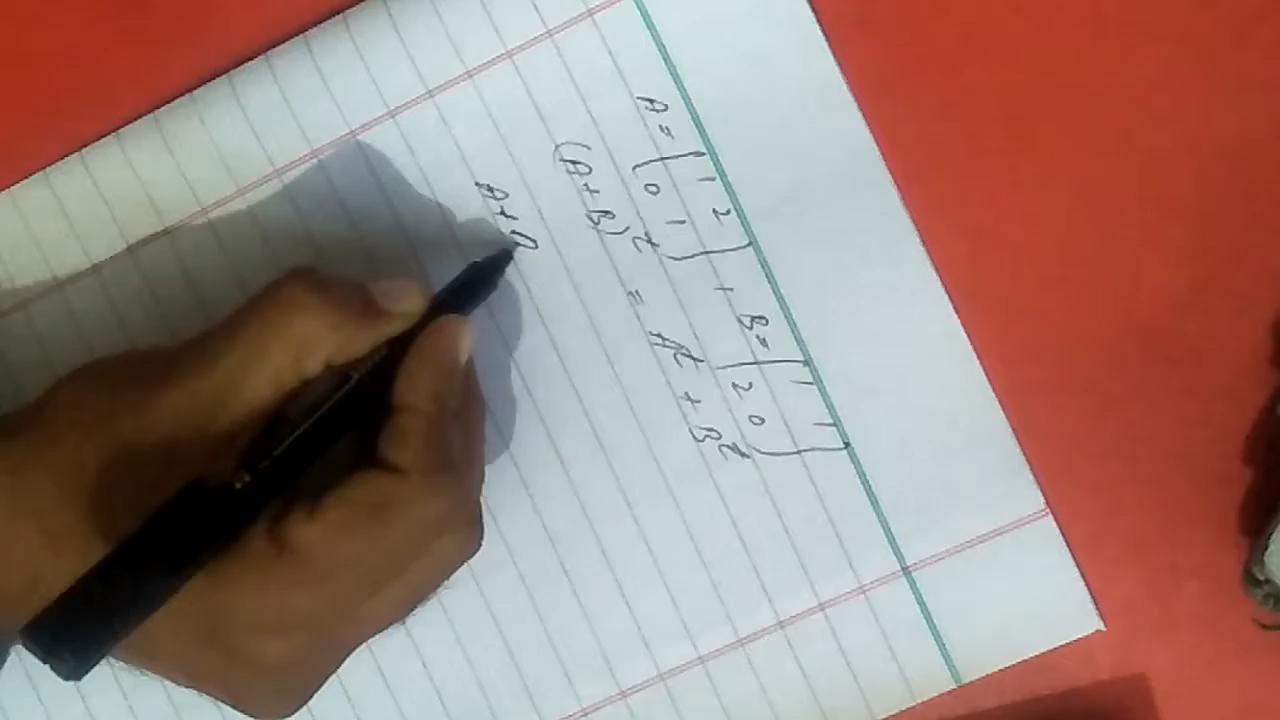 A = [1 2
0 1] + B = [1 1
2 0]
(A+B)^t = A^t + B^t
A+B